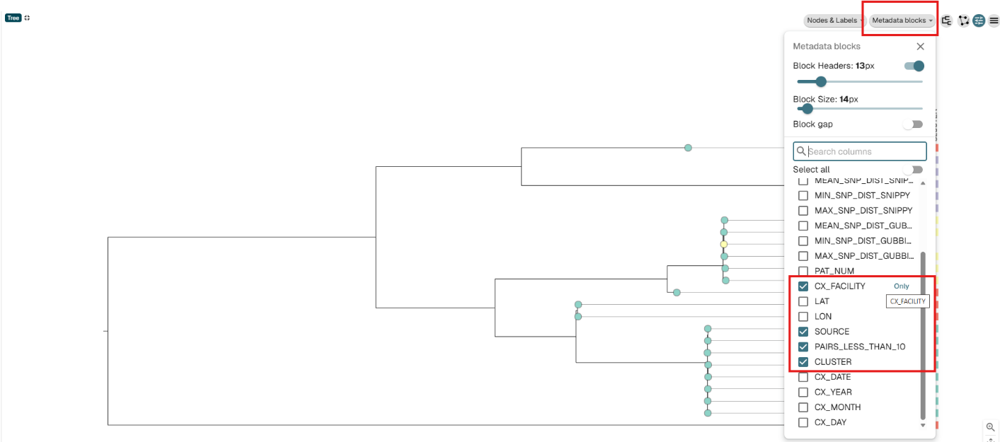 Tree
Nodes & Labels
Metadata blocks
Metadata blocks
Block Headers: 13px
Block Size: 14px
Block gap
Search columns
Select all
MEAN_SNP_DIST_SNIP...
MIN_SNP_DIST_SNIPPY
MAX_SNP_DIST_SNIPPY
MEAN_SNP_DIST_GUB...
MIN_SNP_DIST_GUBBI...
MAX_SNP_DIST_GUBBI...
PAT_NUM
CX_FACILITY Only
LAT CX_FACILITY
LON
SOURCE
PAIRS_LESS_THAN_10
CLUSTER
CX_DATE
CX_YEAR
CX_MONTH
CX_DAY